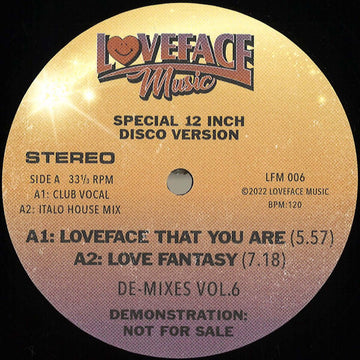 LOVEFACE
Music
SPECIAL 12 INCH
DISCO VERSION
STEREO
SIDE A 33⅓ RPM
A1: CLUB VOCAL
A2: ITALO HOUSE MIX
LFM 006
©2022 LOVEFACE MUSIC
BPM:120
A1: LOVEFACE THAT YOU ARE (5.57)
A2: LOVE FANTASY (7.18)
DE-MIXES VOL.6
DEMONSTRATION:
NOT FOR SALE